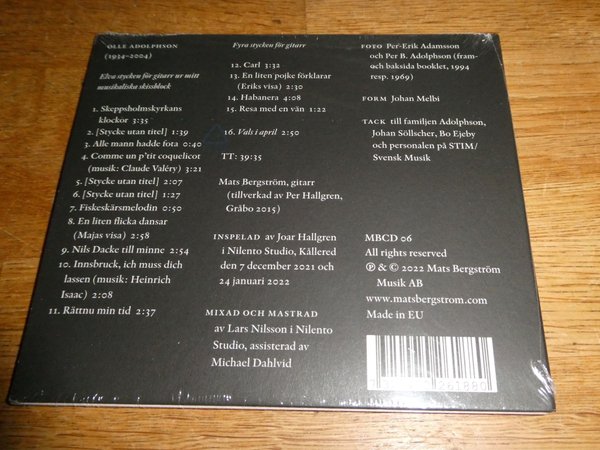 OLLE ADOLPHSON
(1934–2004)
Elva stycken för gitarr ur mitt
musikaliska skissblock
1. Skeppsholmskyrkans
klockor 3:35
2. [Stycke utan titel] 1:39
3. Alle mann hadde fota 0:40
4. Comme un p'tit coquelicot
(musik: Claude Valéry) 3:21
5. [Stycke utan titel] 2:07
6. [Stycke utan titel] 1:27
7. Fiskeskärsmelodin 0:50
8. En liten flicka dansar
(Majas visa) 2:58
9. Nils Dacke till minne 2:54
10. Innsbruck, ich muss dich
lassen (musik: Heinrich
Isaac) 2:08
11. Rättnu min tid 2:37
Fyra stycken för gitarr
12. Carl 3:32
13. En liten pojke förklarar
(Eriks visa) 2:30
14. Habanera 4:08
15. Resa med en vän 1:22
16. Vals i april 2:50
TT: 39:35
Mats Bergström, gitarr
(tillverkad av Per Hallgren,
Gråbo 2015)
INSPELAD av Joar Hallgren
i Nilento Studio, Kållered
den 7 december 2021 och
24 januari 2022
MIXAD OCH MASTRAD
av Lars Nilsson i Nilento
Studio, assisterad av
Michael Dahlvid
FOTO Per-Erik Adamsson
och Per B. Adolphson (fram-
och baksida booklet, 1994
resp. 1969)
FORM Johan Melbi
TACK till familjen Adolphson,
Johan Söllscher, Bo Ejeby
och personalen på STIM/
Svensk Musik
MBCD 06
All rights reserved
℗ & © 2022 Mats Bergström
Musik AB
www.matsbergstrom.com
Made in EU